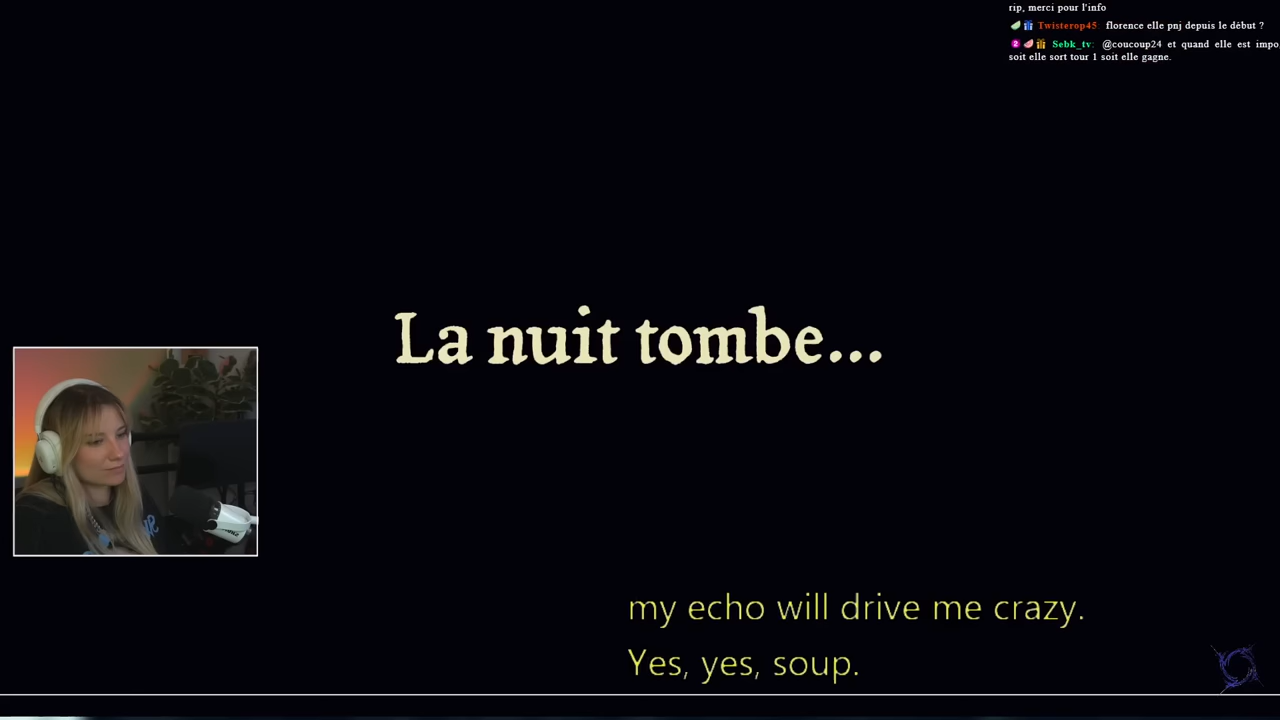 rip, merci pour l'info
Twisterop45: florence elle pnj depuis le début ?
Sebk_tv: @coucoup24 et quand elle est impo
soit elle sort tour 1 soit elle gagne.
La nuit tombe...
my echo will drive me crazy.
Yes, yes, soup.